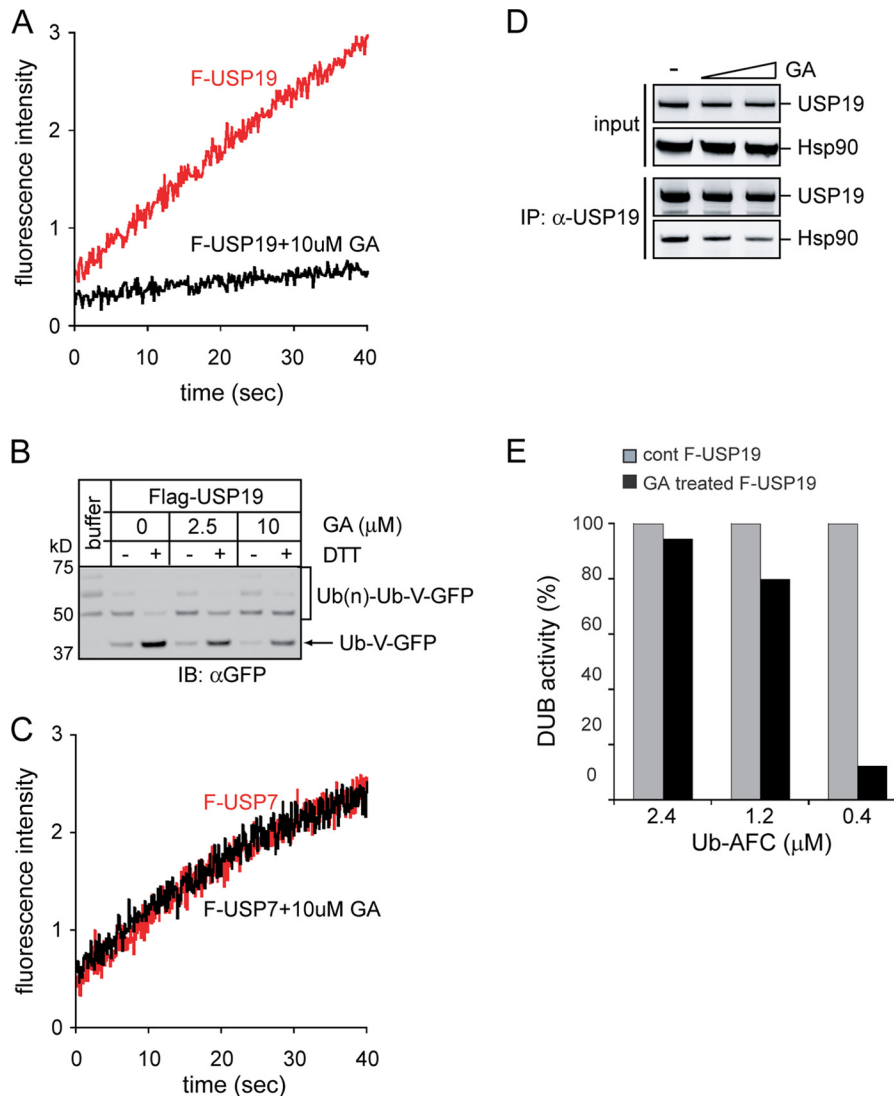 A
fluorescence intensity
3
2
1
0
F-USP19
F-USP19+10uM GA
0 10 20 30 40
time (sec)
D
- GA
input
USP19
Hsp90
IP: α-USP19
USP19
Hsp90
B
buffer
Flag-USP19
0 2.5 10 GA (μM)
kD - + - + - + DTT
75
50
37
Ub(n)-Ub-V-GFP
Ub-V-GFP
IB: αGFP
C
fluorescence intensity
3
2
1
0
F-USP7
F-USP7+10uM GA
0 10 20 30 40
time (sec)
E
cont F-USP19
GA treated F-USP19
DUB activity (%)
100
80
60
40
20
0
2.4 1.2 0.4
Ub-AFC (μM)